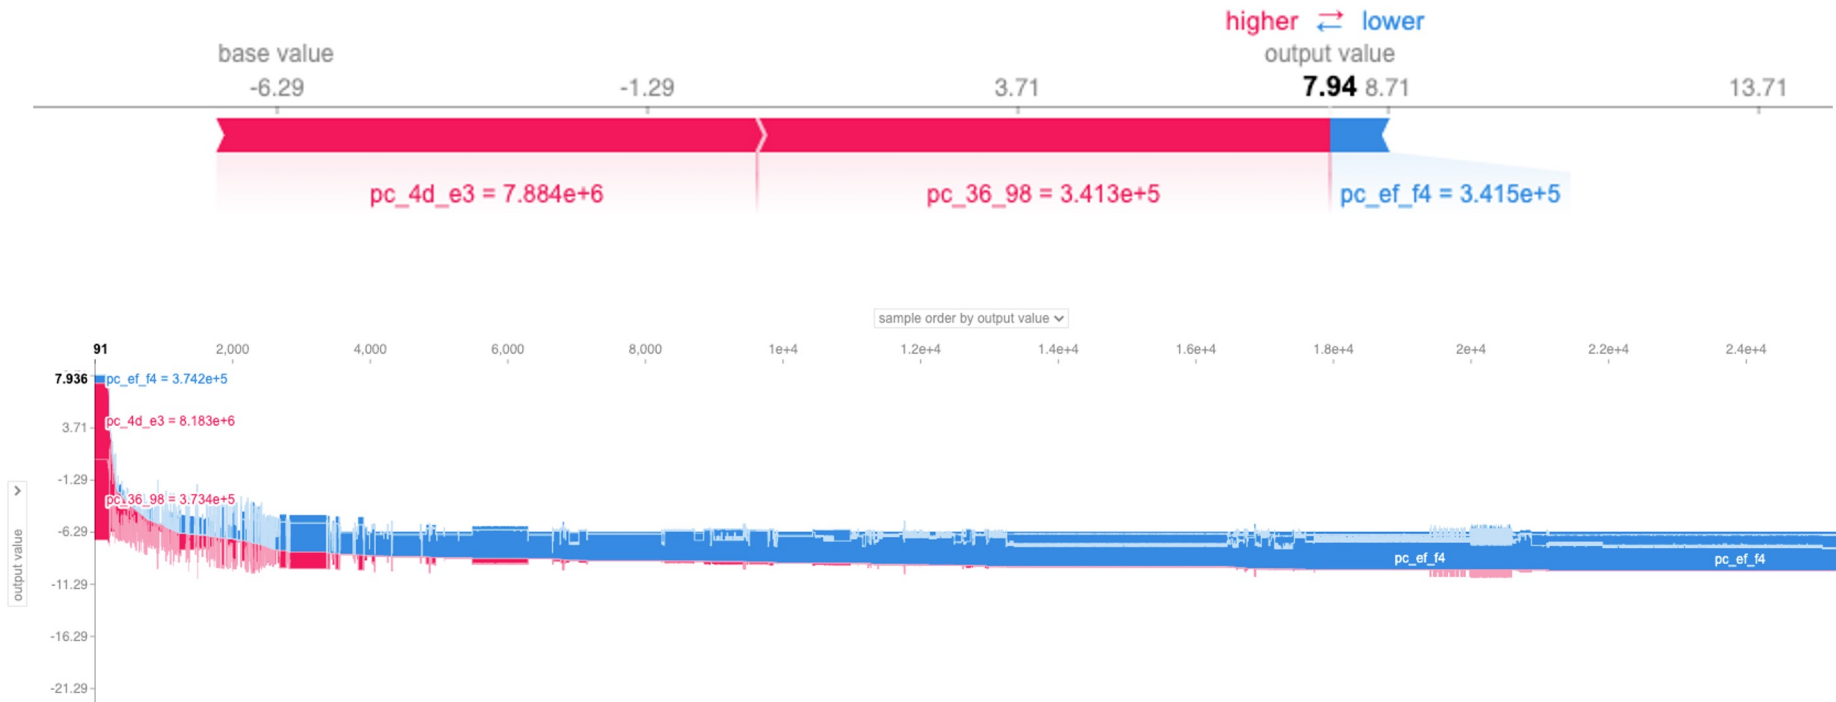 higher ⇄ lower
base value output value
-6.29 -1.29 3.71 7.94 8.71 13.71
pc_4d_e3 = 7.884e+6 pc_36_98 = 3.413e+5 pc_ef_f4 = 3.415e+5
sample order by output value
91 2,000 4,000 6,000 8,000 1e+4 1.2e+4 1.4e+4 1.6e+4 1.8e+4 2e+4 2.2e+4 2.4e+4
7.936 pc_ef_f4 = 3.742e+5
pc_4d_e3 = 8.183e+6
3.71
-1.29
pc_36_98 = 3.734e+5
-6.29
pc_ef_f4 pc_ef_f4
output value
-11.29
-16.29
-21.29